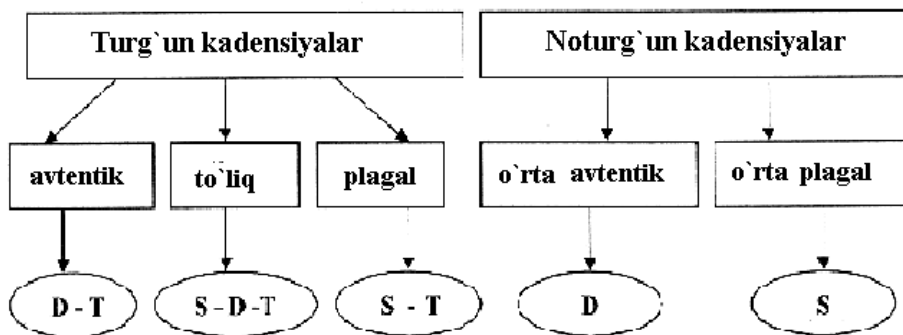 Turg`un kadensiyalar
Noturg`un kadensiyalar
avtentik
to`liq
plagal
o`rta avtentik
o`rta plagal
D - T
S - D - T
S - T
D
S